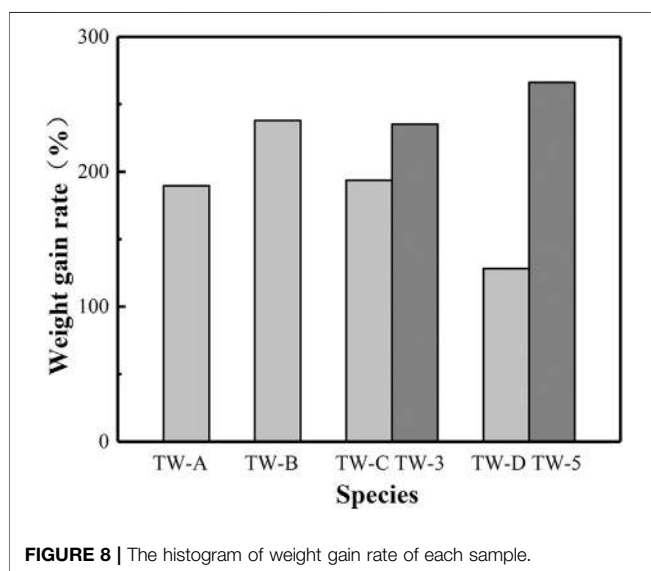 300
200
100
0
Weight gain rate（%）
TW-A TW-B TW-C TW-3 TW-D TW-5
Species
FIGURE 8 | The histogram of weight gain rate of each sample.